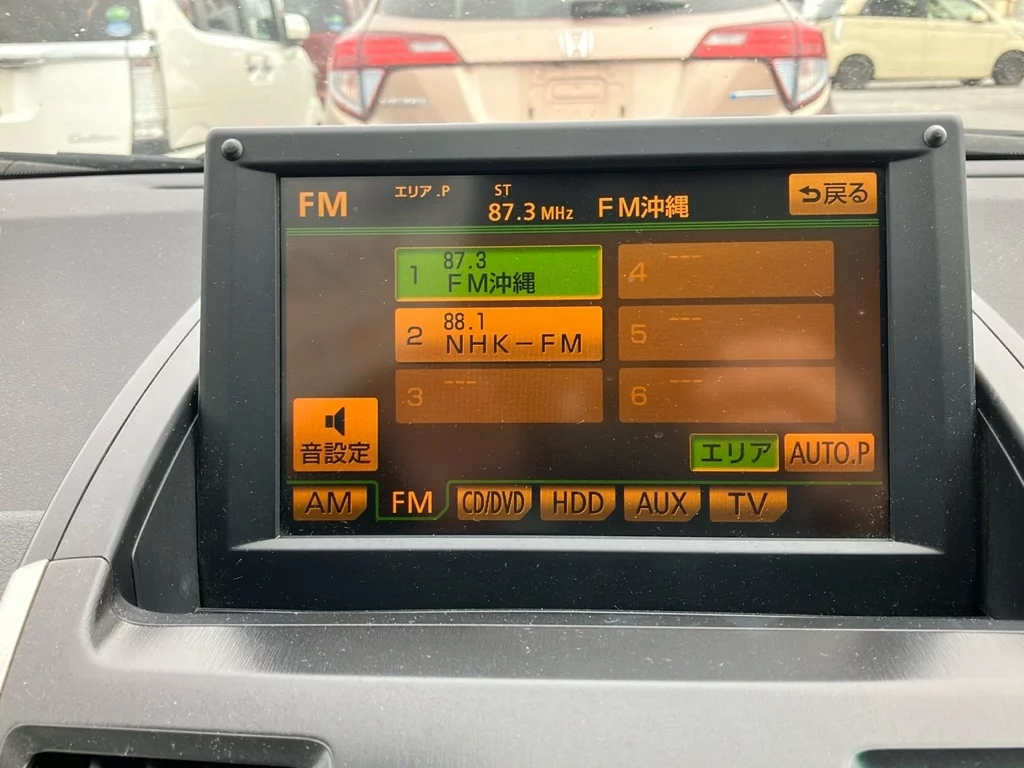 FM エリア.P ST 87.3 MHz FM沖縄 戻る
1 87.3 FM沖縄
2 88.1 NHK-FM
3 ---
4 ---
5 ---
6 ---
音設定
エリア AUTO.P
AM FM CD/DVD HDD AUX TV